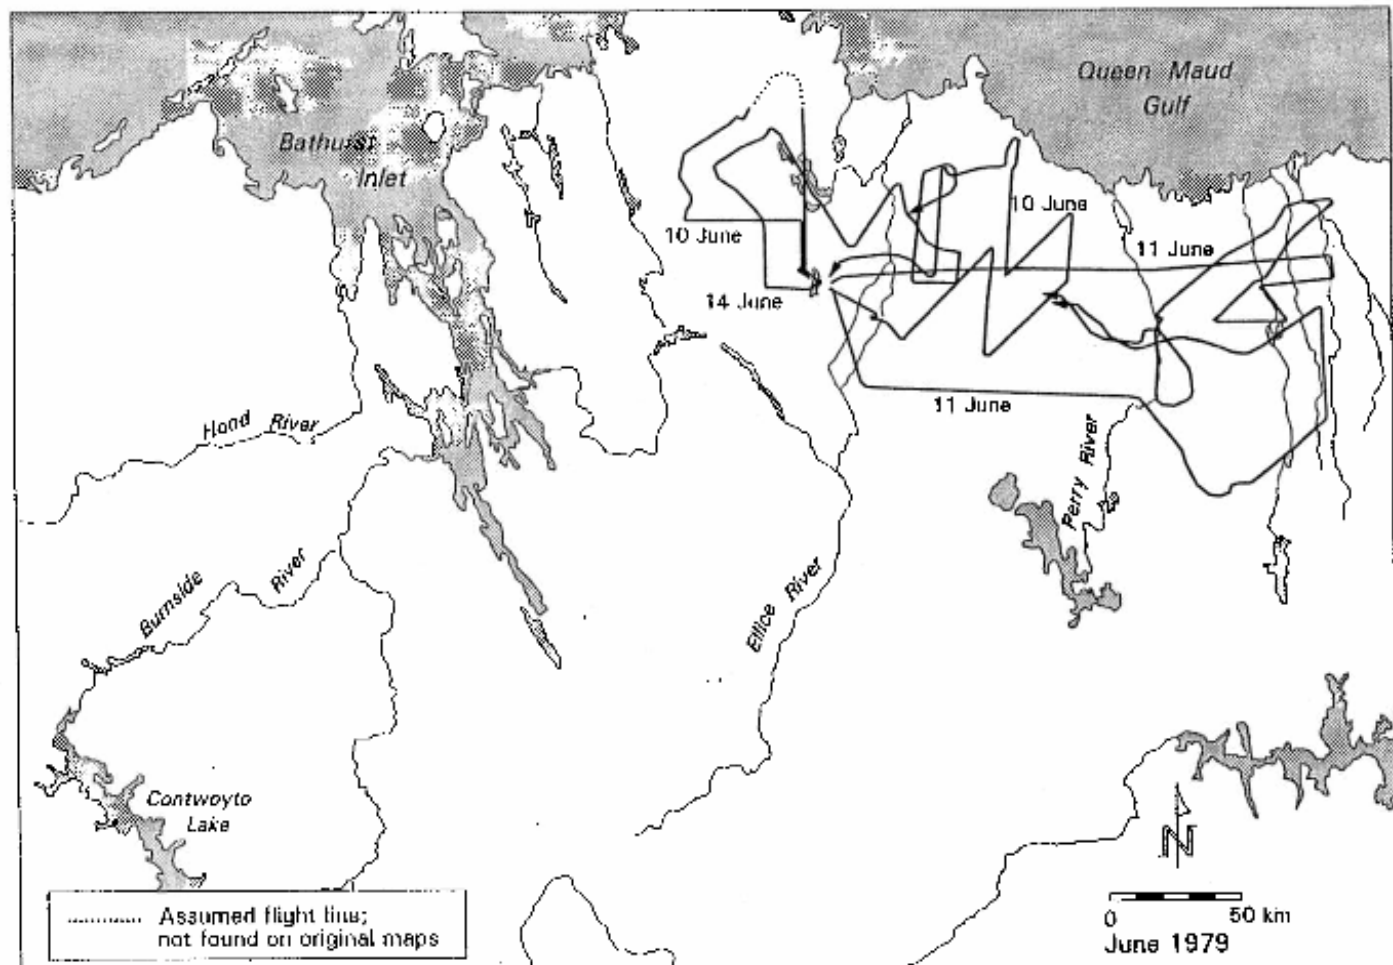 Queen Maud
Gulf
Bathurst
Inlet
10 June
10 June
11 June
14 June
11 June
Hood River
Perry River
Burnside River
Ellice River
Contwoyto
Lake
N
Assumed flight line;
not found on original maps
0 50 km
June 1979